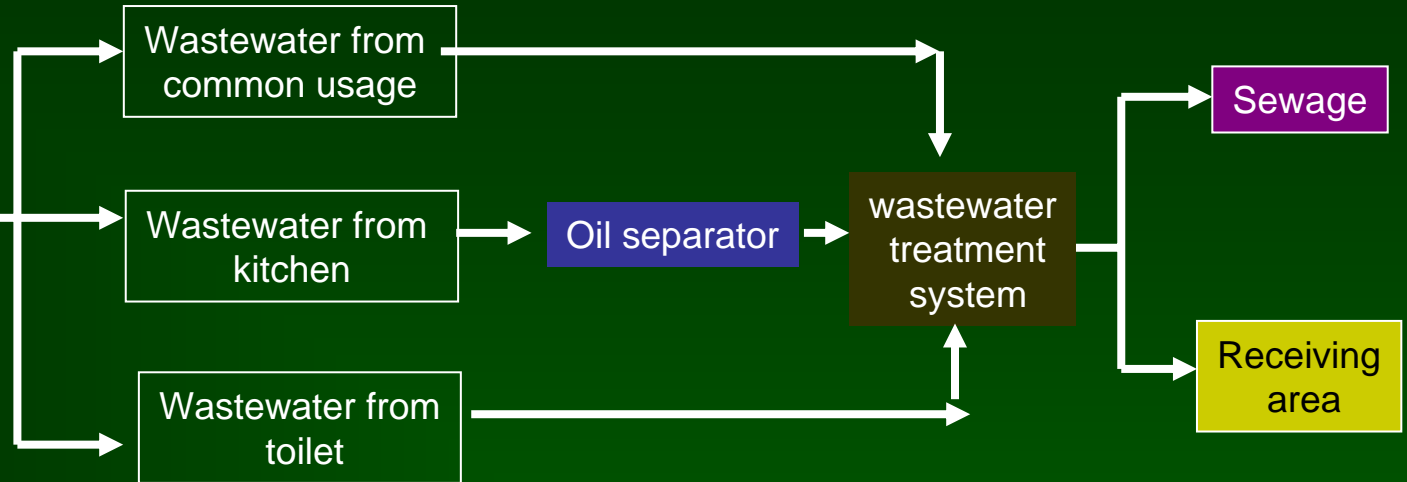 Wastewater from
common usage
Wastewater from
kitchen
Wastewater from
toilet
Oil separator
wastewater
treatment
system
Sewage
Receiving
area